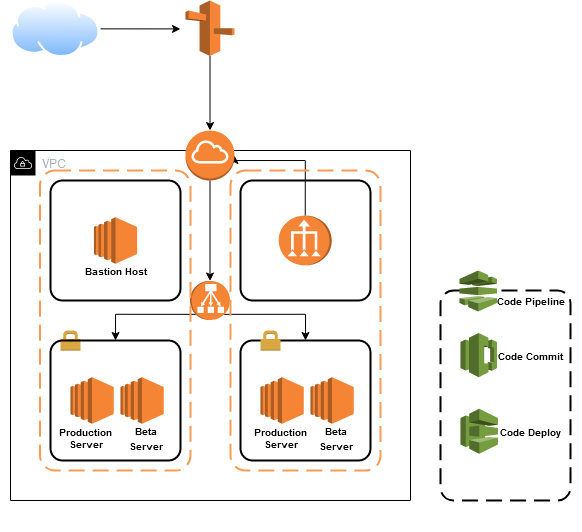 VPC
Bastion Host
Production
Server
Beta
Server
Production
Server
Beta
Server
Code Pipeline
Code Commit
Code Deploy